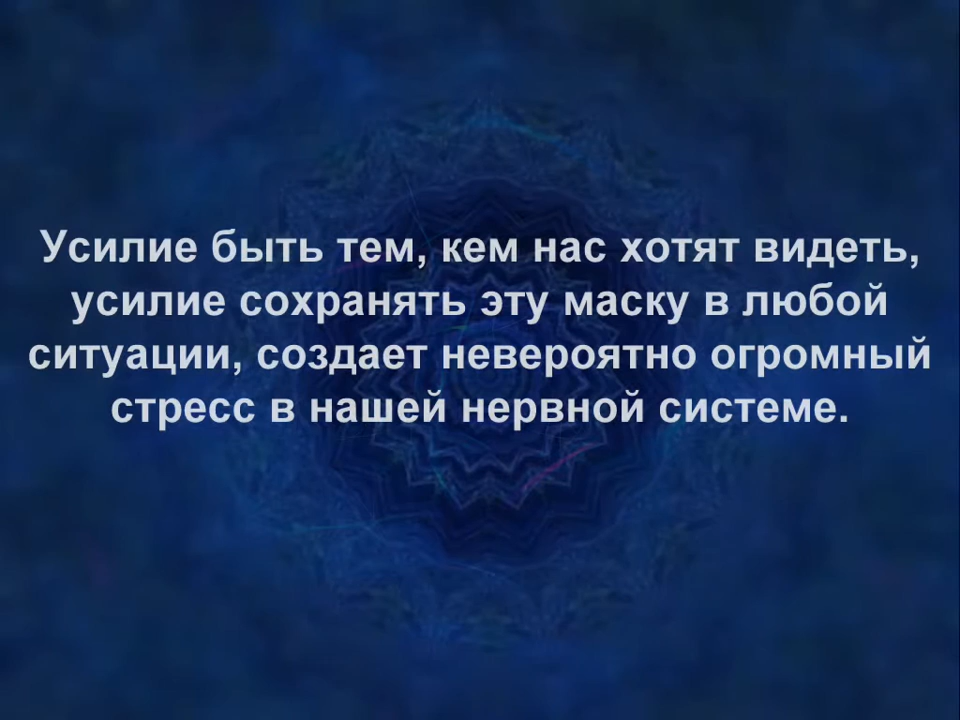 Усилие быть тем, кем нас хотят видеть,
усилие сохранять эту маску в любой
ситуации, создает невероятно огромный
стресс в нашей нервной системе.